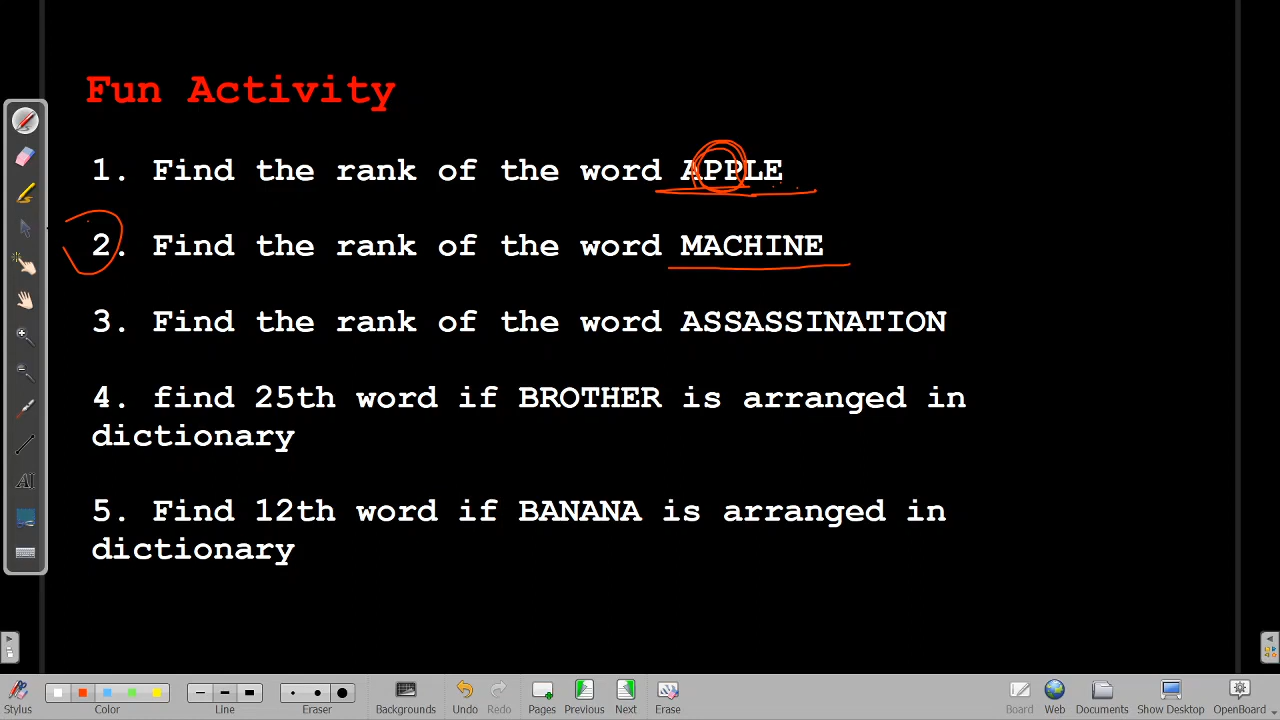 Fun Activity
1. Find the rank of the word APPLE
2. Find the rank of the word MACHINE
3. Find the rank of the word ASSASSINATION
4. find 25th word if BROTHER is arranged in
dictionary
5. Find 12th word if BANANA is arranged in
dictionary
AI
Stylus Color Line Eraser Backgrounds Undo Redo Pages Previous Next Erase Board Web Documents Show Desktop OpenBoard